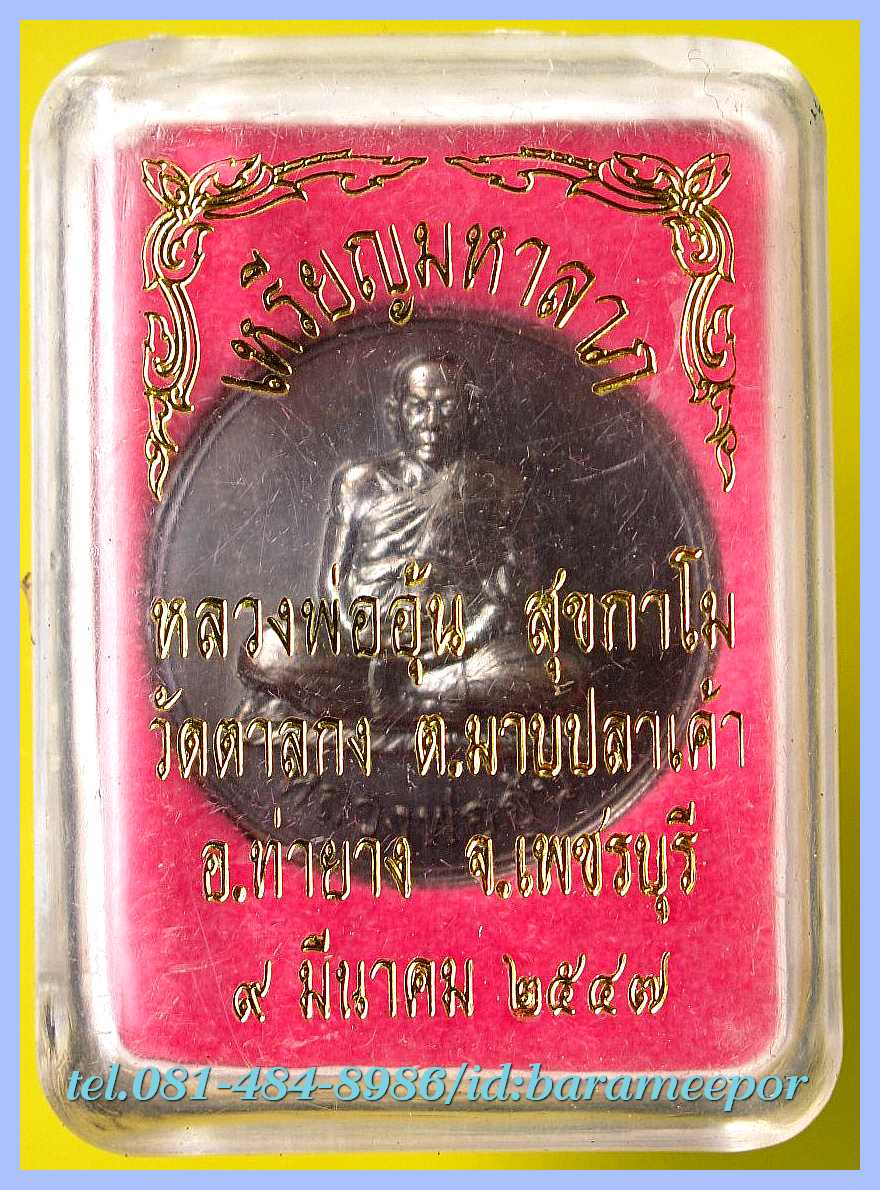 เหรียญมหาลาภ
หลวงพ่ออุ้น สุขกาโม
วัดตาลกง ต.มาบปลาเค้า
อ.ท่ายาง จ.เพชรบุรี
๙ มีนาคม ๒๕๔๗
tel.081-484-8986/id:barameepor